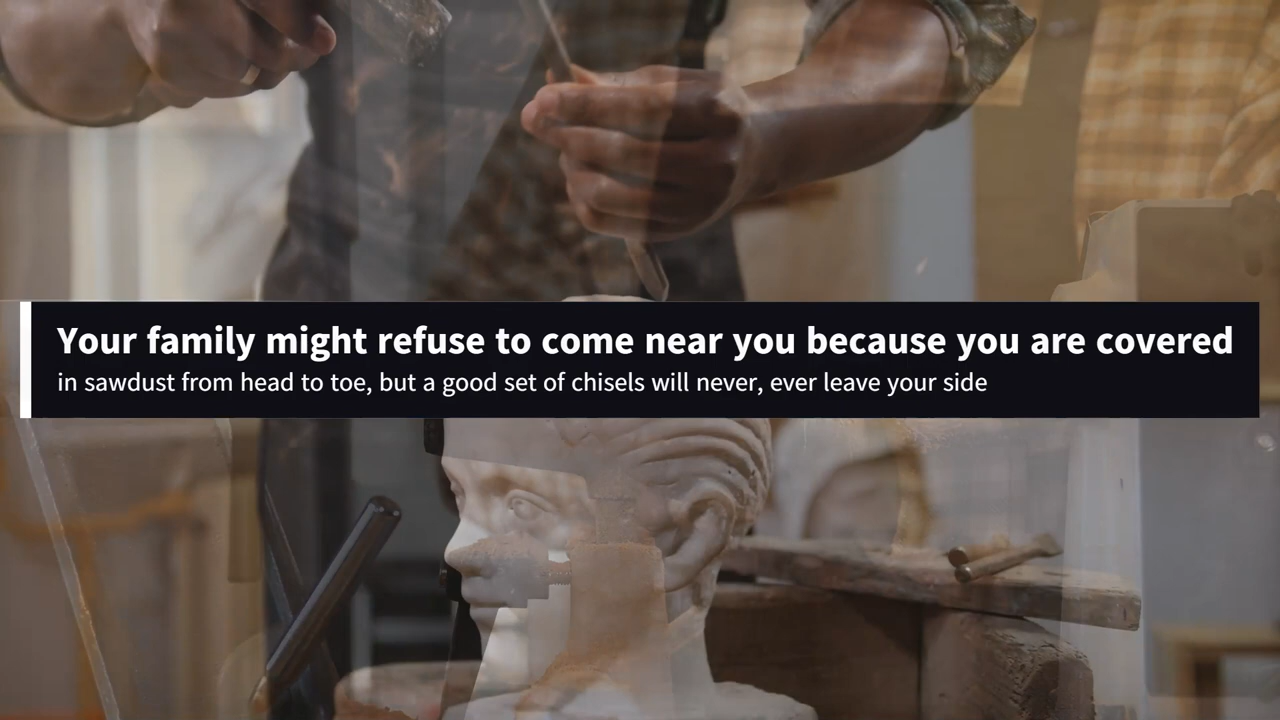 Your family might refuse to come near you because you are covered
in sawdust from head to toe, but a good set of chisels will never, ever leave your side